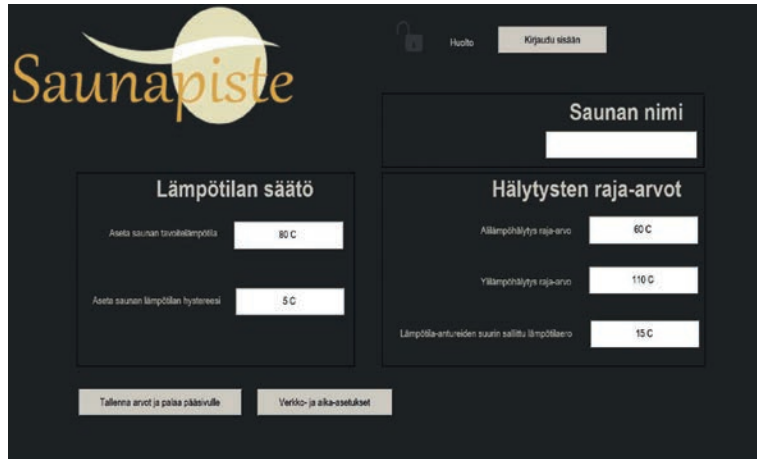 Saunapiste
Huolto
Kirjaudu sisään
Saunan nimi
Lämpötilan säätö
Aseta saunan tavoitelämpötila
80 C
Aseta saunan lämpötilan hystereesi
5 C
Hälytysten raja-arvot
Alilämpöhälytys raja-arvo
60 C
Ylilämpöhälytys raja-arvo
110 C
Lämpötila-antureiden suurin sallittu lämpötilaero
15 C
Tallenna arvot ja palaa pääsivulle
Verkko- ja aika-asetukset